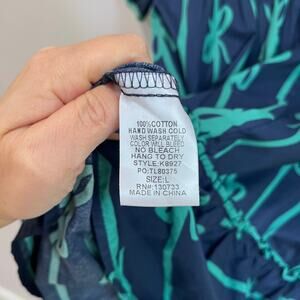 100%COTTON
HAND WASH COLD
WASH SEPARATELY
COLOR WILL BLEED
NO BLEACH
HANG TO DRY
STYLE:K8927
PO:TL80375
SIZE:L
RN#:130733
MADE IN CHINA